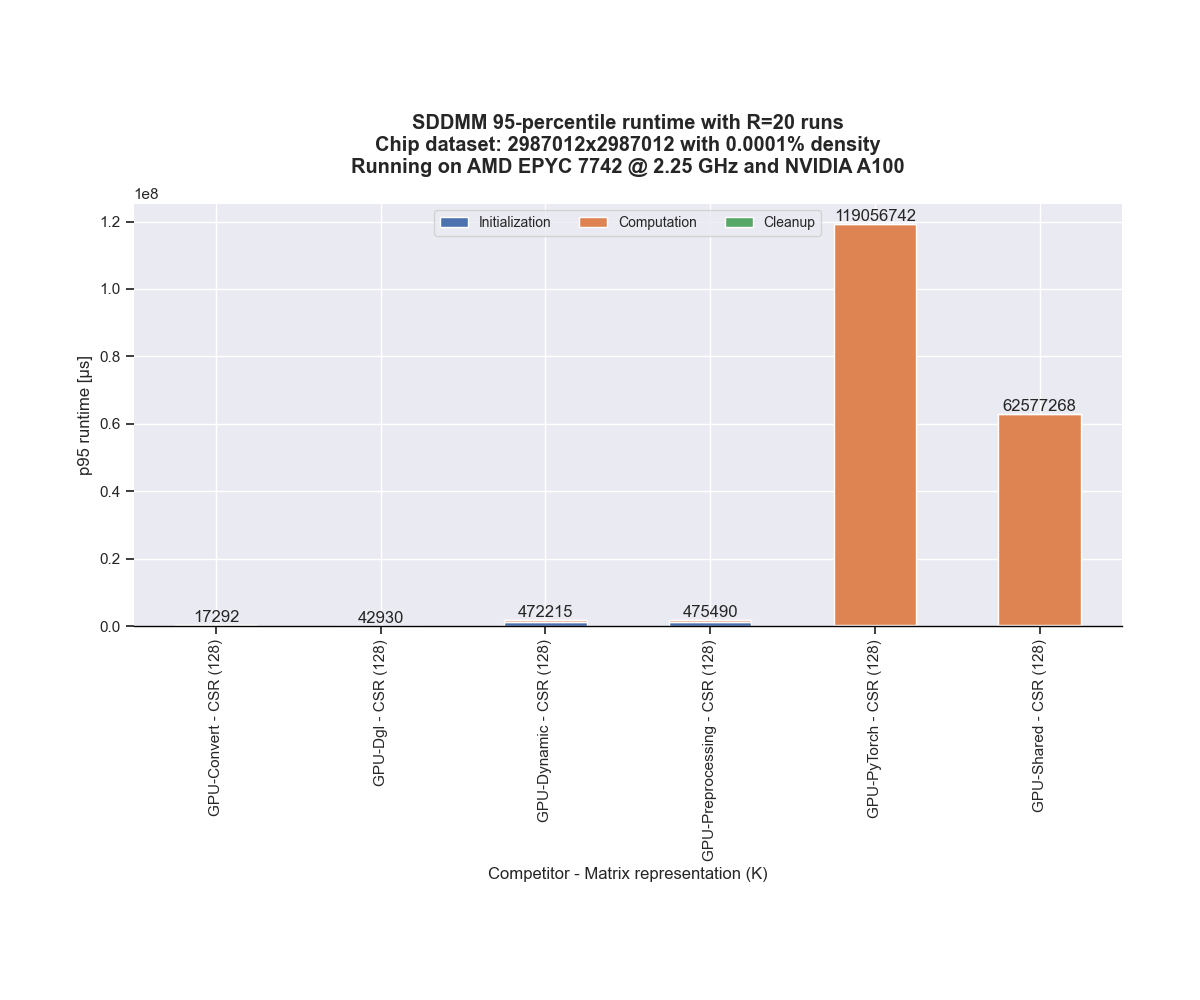 SDDMM 95-percentile runtime with R=20 runs
Chip dataset: 2987012x2987012 with 0.0001% density
Running on AMD EPYC 7742 @ 2.25 GHz and NVIDIA A100
1e8
Initialization
Computation
Cleanup
1.2
1.0
0.8
0.6
0.4
0.2
0.0
p95 runtime [µs]
17292
42930
472215
475490
119056742
62577268
GPU-Convert - CSR (128)
GPU-Dgl - CSR (128)
GPU-Dynamic - CSR (128)
GPU-Preprocessing - CSR (128)
GPU-PyTorch - CSR (128)
GPU-Shared - CSR (128)
Competitor - Matrix representation (K)